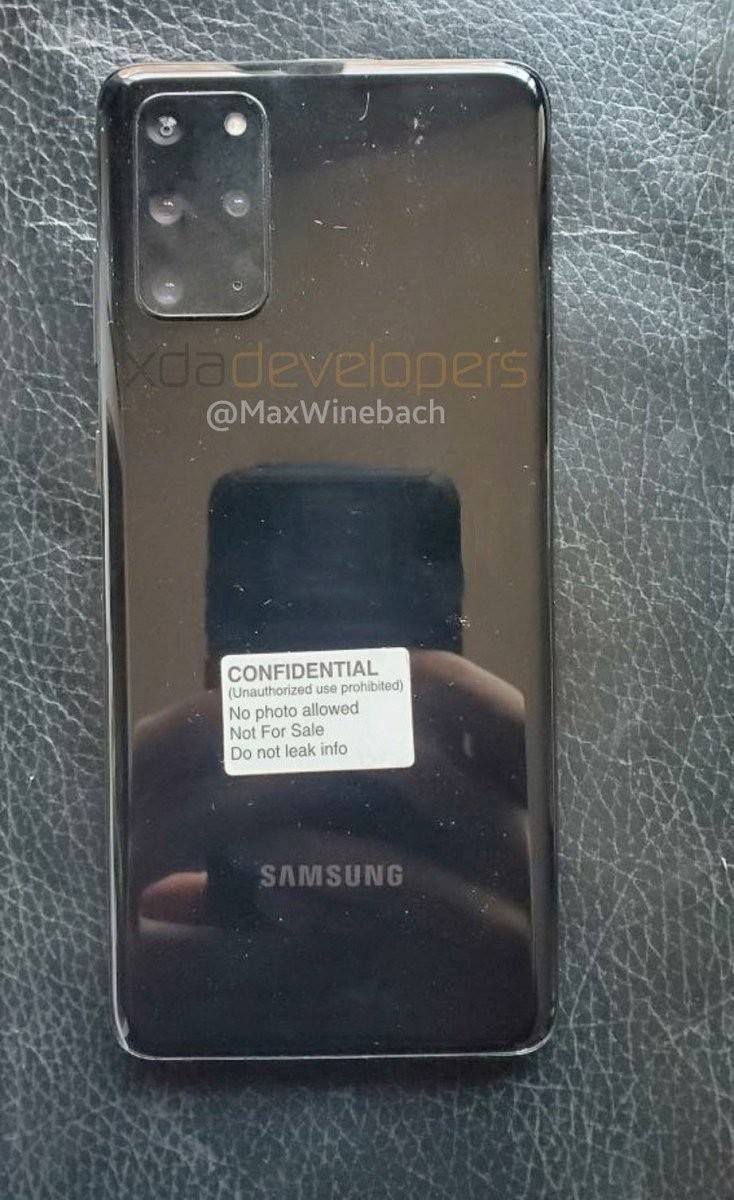 xdadevelopers
@MaxWinebach
CONFIDENTIAL
(Unauthorized use prohibited)
No photo allowed
Not For Sale
Do not leak info
SAMSUNG